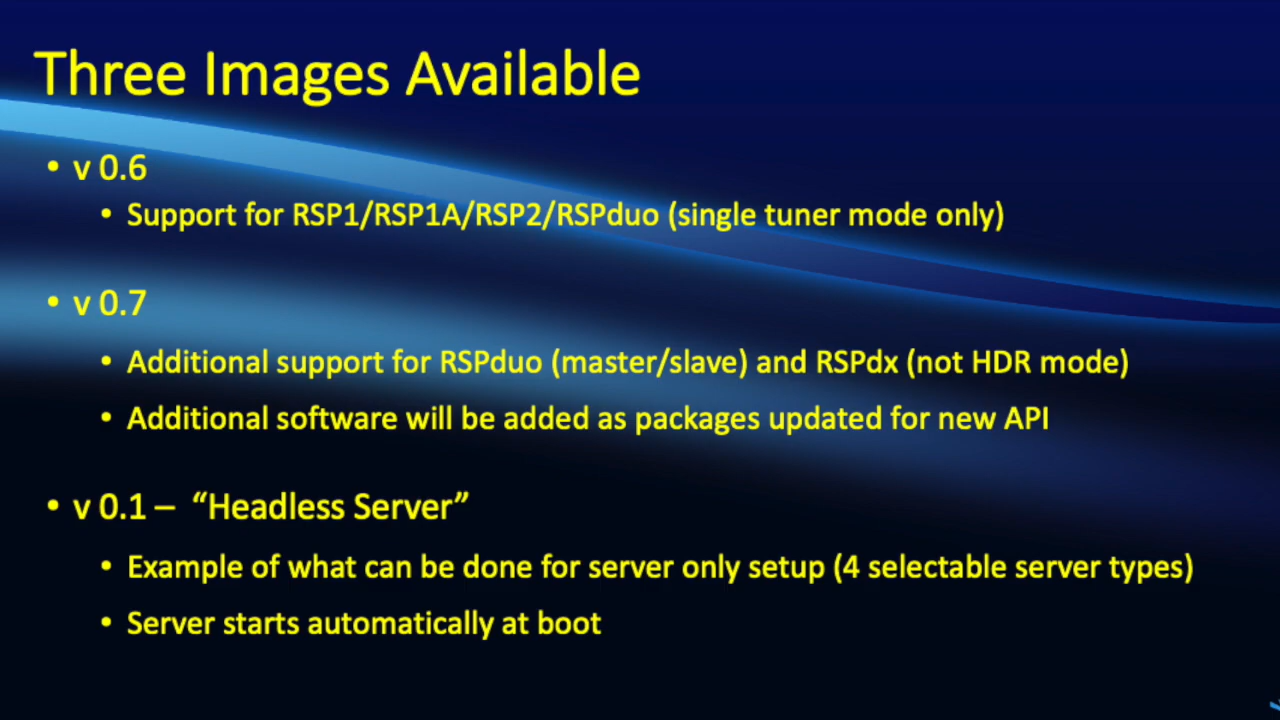 Three Images Available
• v 0.6
• Support for RSP1/RSP1A/RSP2/RSPduo (single tuner mode only)
• v 0.7
• Additional support for RSPduo (master/slave) and RSPdx (not HDR mode)
• Additional software will be added as packages updated for new API
• v 0.1 – “Headless Server”
• Example of what can be done for server only setup (4 selectable server types)
• Server starts automatically at boot